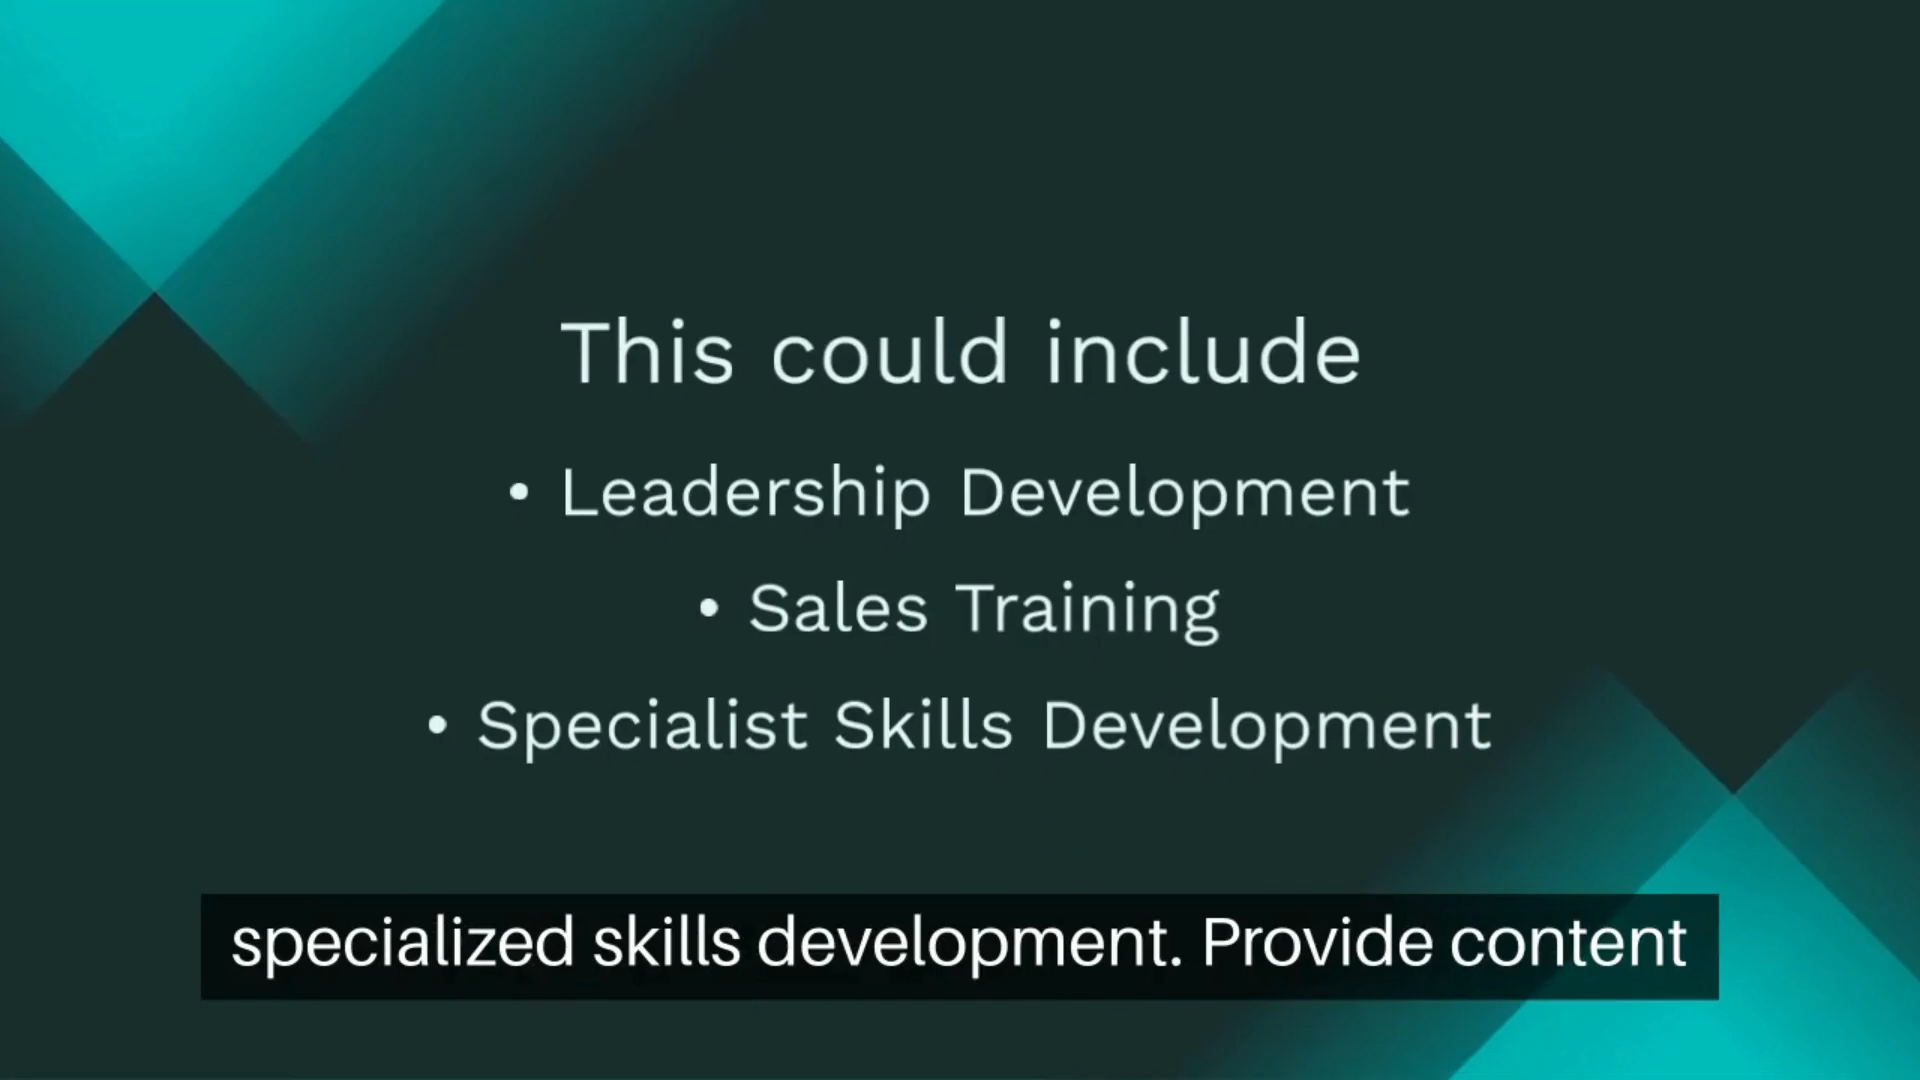 This could include
• Leadership Development
• Sales Training
• Specialist Skills Development
specialized skills development. Provide content